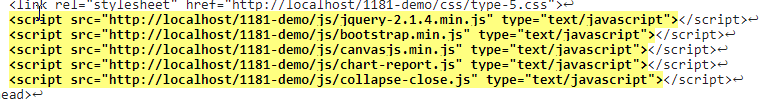 <link rel="stylesheet" href="http://localhost/1181-demo/css/type-5.css">↩
<script src="http://localhost/1181-demo/js/jquery-2.1.4.min.js" type="text/javascript"></script>↩
<script src="http://localhost/1181-demo/js/bootstrap.min.js" type="text/javascript"></script>↩
<script src="http://localhost/1181-demo/js/canvasjs.min.js" type="text/javascript"></script>↩
<script src="http://localhost/1181-demo/js/chart-report.js" type="text/javascript"></script>↩
<script src="http://localhost/1181-demo/js/collapse-close.js" type="text/javascript"></script>↩
ead>↩